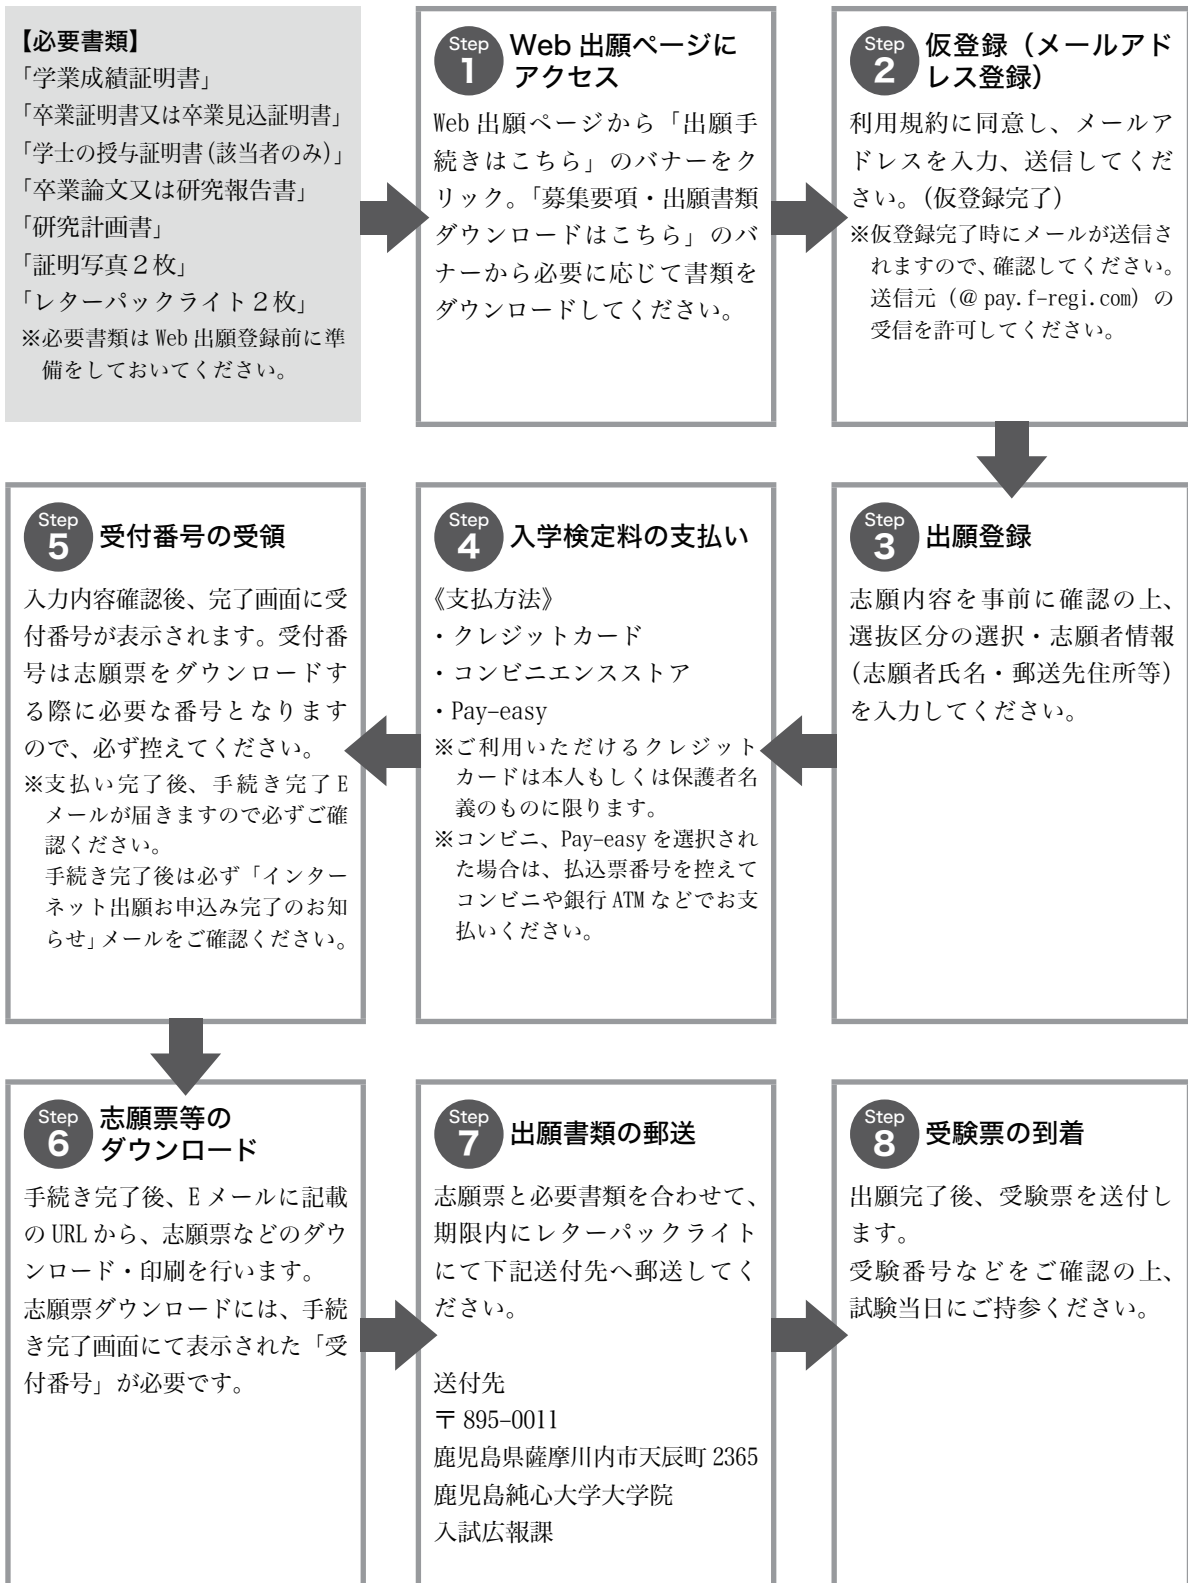 【必要書類】
「学業成績証明書」
「卒業証明書又は卒業見込証明書」
「学士の授与証明書(該当者のみ)」
「卒業論文又は研究報告書」
「研究計画書」
「証明写真２枚」
「レターパックライト２枚」
※必要書類は Web 出願登録前に準
備をしておいてください。
Step
1
Web 出願ページに
アクセス
Web 出願ページから「出願手
続きはこちら」のバナーをク
リック。「募集要項・出願書類
ダウンロードはこちら」のバ
ナーから必要に応じて書類を
ダウンロードしてください。
Step
2
仮登録（メールアド
レス登録）
利用規約に同意し、メールア
ドレスを入力、送信してくだ
さい。(仮登録完了)
※仮登録完了時にメールが送信さ
れますので、確認してください。
送信元（@ pay.f-regi.com）の
受信を許可してください。
Step
3
出願登録
志願内容を事前に確認の上、
選抜区分の選択・志願者情報
(志願者氏名・郵送先住所等)
を入力してください。
Step
4
入学検定料の支払い
《支払方法》
・クレジットカード
・コンビニエンスストア
・Pay-easy
※ご利用いただけるクレジット
カードは本人もしくは保護者名
義のものに限ります。
※コンビニ、Pay-easy を選択され
た場合は、払込票番号を控えて
コンビニや銀行 ATM などでお支
払いください。
Step
5
受付番号の受領
入力内容確認後、完了画面に受
付番号が表示されます。受付番
号は志願票をダウンロードす
る際に必要な番号となります
ので、必ず控えてください。
※支払い完了後、手続き完了 E
メールが届きますので必ずご確
認ください。
手続き完了後は必ず「インター
ネット出願お申込み完了のお知
らせ」メールをご確認ください。
Step
6
志願票等の
ダウンロード
手続き完了後、E メールに記載
の URL から、志願票などのダウ
ンロード・印刷を行います。
志願票ダウンロードには、手続
き完了画面にて表示された「受
付番号」が必要です。
Step
7
出願書類の郵送
志願票と必要書類を合わせて、
期限内にレターパックライト
にて下記送付先へ郵送してく
ださい。
送付先
〒 895-0011
鹿児島県薩摩川内市天辰町 2365
鹿児島純心大学大学院
入試広報課
Step
8
受験票の到着
出願完了後、受験票を送付し
ます。
受験番号などをご確認の上、
試験当日にご持参ください。